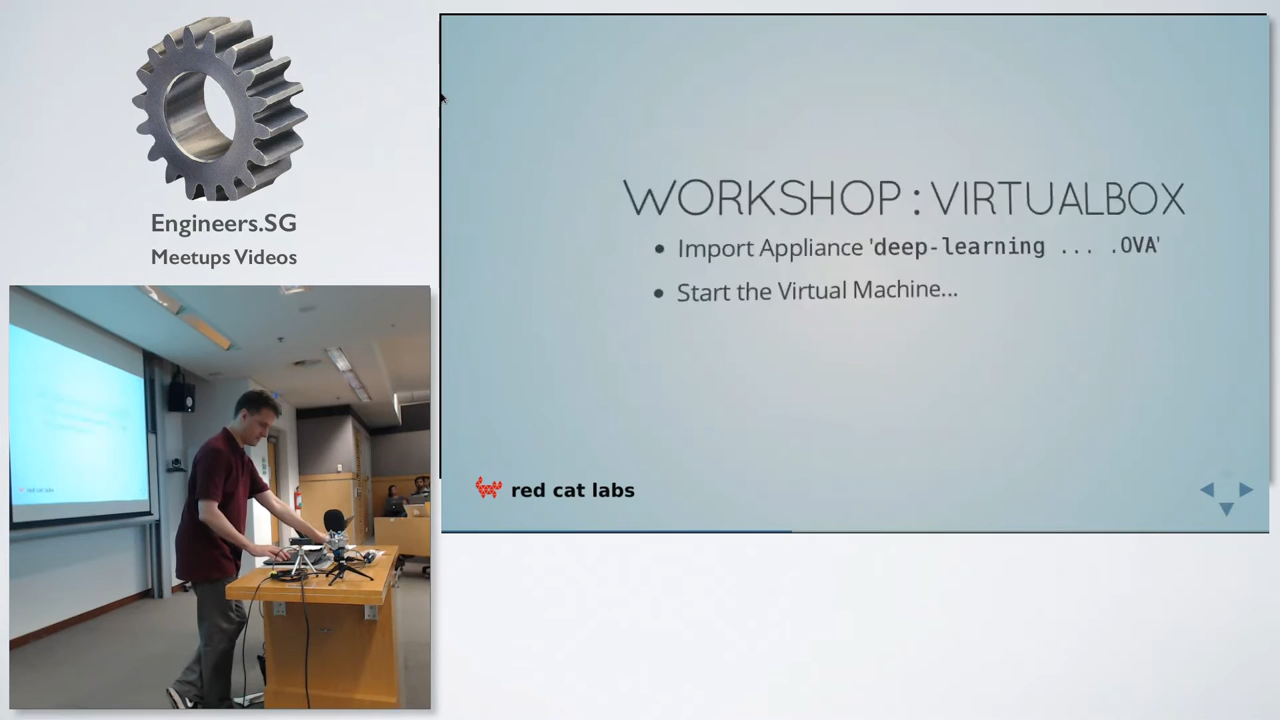 Engineers.SG
Meetups Videos
WORKSHOP : VIRTUALBOX
• Import Appliance 'deep-learning ... .OVA'
• Start the Virtual Machine...
red cat labs